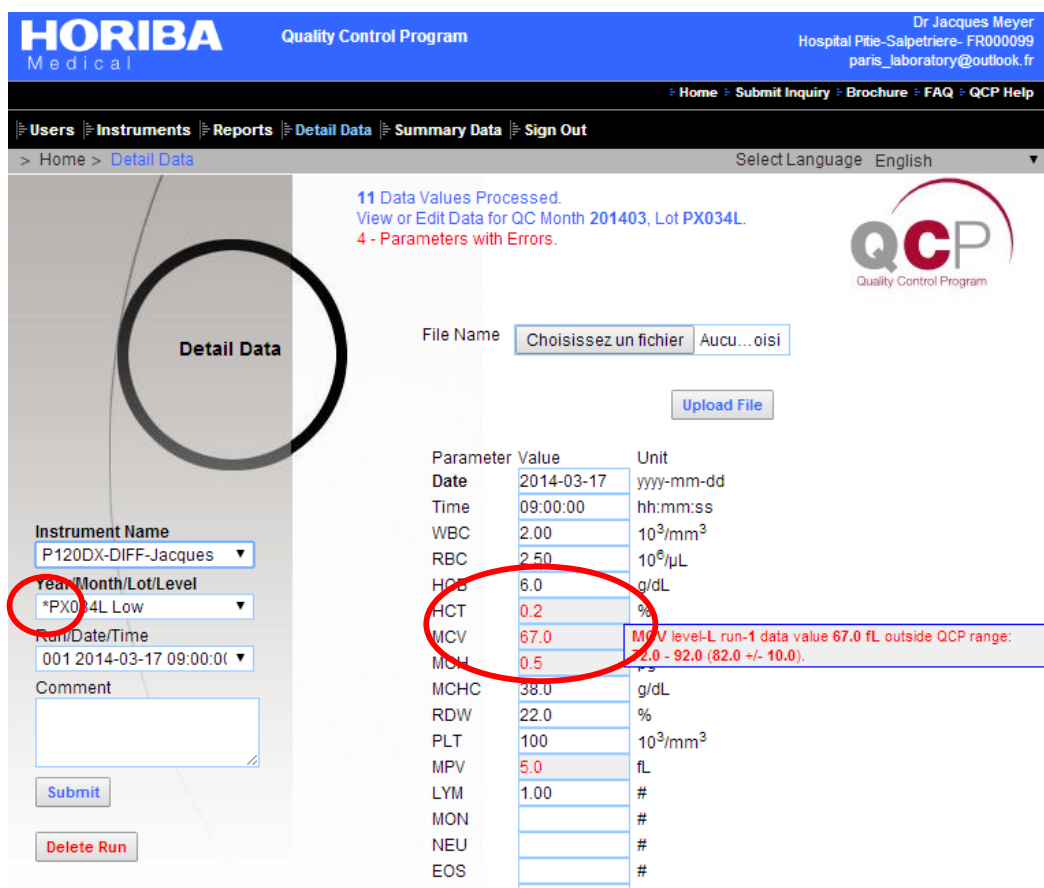 HORIBA
Medical
Quality Control Program
Dr Jacques Meyer
Hospital Pitie-Salpetriere- FR000099
paris_laboratory@outlook.fr
Home Submit Inquiry Brochure FAQ QCP Help
Users Instruments Reports Detail Data Summary Data Sign Out
> Home > Detail Data
Select Language English
11 Data Values Processed.
View or Edit Data for QC Month 201403, Lot PX034L.
4 - Parameters with Errors.
QCP
Quality Control Program
Detail Data
File Name Choisissez un fichier Aucu...oisi
Upload File
Instrument Name
P120DX-DIFF-Jacques
Year/Month/Lot/Level
*PX034L Low
Run/Date/Time
001 2014-03-17 09:00:0(
Comment
Submit
Delete Run
Parameter Value Unit
Date 2014-03-17 yyyy-mm-dd
Time 09:00:00 hh:mm:ss
WBC 2.00 10³/mm³
RBC 2.50 10⁶/µL
HGB 6.0 g/dL
HCT 0.2 %
MCV 67.0
MCV level-L run-1 data value 67.0 fL outside QCP range:
72.0 - 92.0 (82.0 +/- 10.0).
MCH 0.5 pg
MCHC 38.0 g/dL
RDW 22.0 %
PLT 100 10³/mm³
MPV 5.0 fL
LYM 1.00 #
MON #
NEU #
EOS #